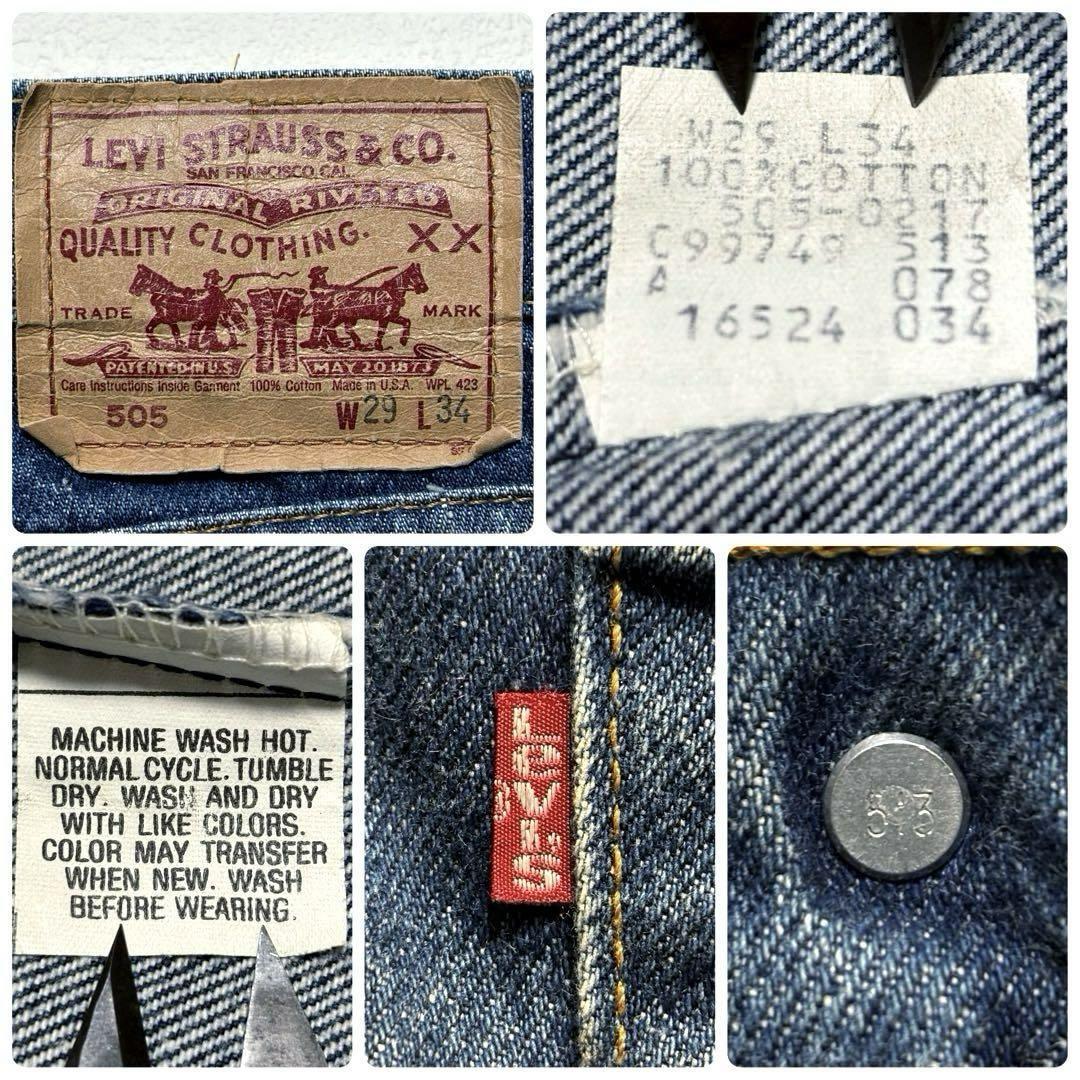 LEVI STRAUSS & CO.
SAN FRANCISCO, CAL.
ORIGINAL RIVETED
QUALITY CLOTHING. XX
TRADE MARK
PATENTED IN U.S. MAY 20 1873
Care Instructions Inside Garment 100% Cotton Made in U.S.A. WPL 423
505 W29 L34
W29 L34
100%COTTON
505-0217
C99749 513
A 078
16524 034
MACHINE WASH HOT.
NORMAL CYCLE. TUMBLE
DRY. WASH AND DRY
WITH LIKE COLORS.
COLOR MAY TRANSFER
WHEN NEW. WASH
BEFORE WEARING.
LEVI'S